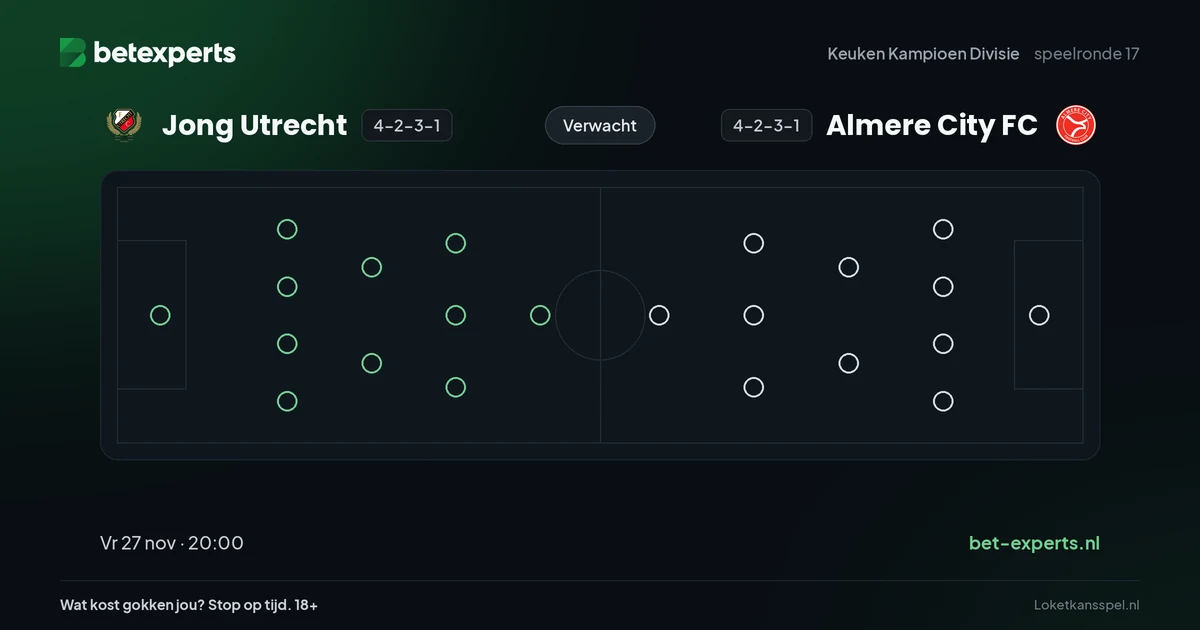 betexperts
Keuken Kampioen Divisie speelronde 17
Jong Utrecht 4-2-3-1 Verwacht 4-2-3-1 Almere City FC
ALMERE CITY
Vr 27 nov · 20:00 bet-experts.nl
Wat kost gokken jou? Stop op tijd. 18+ Loketkansspel.nl